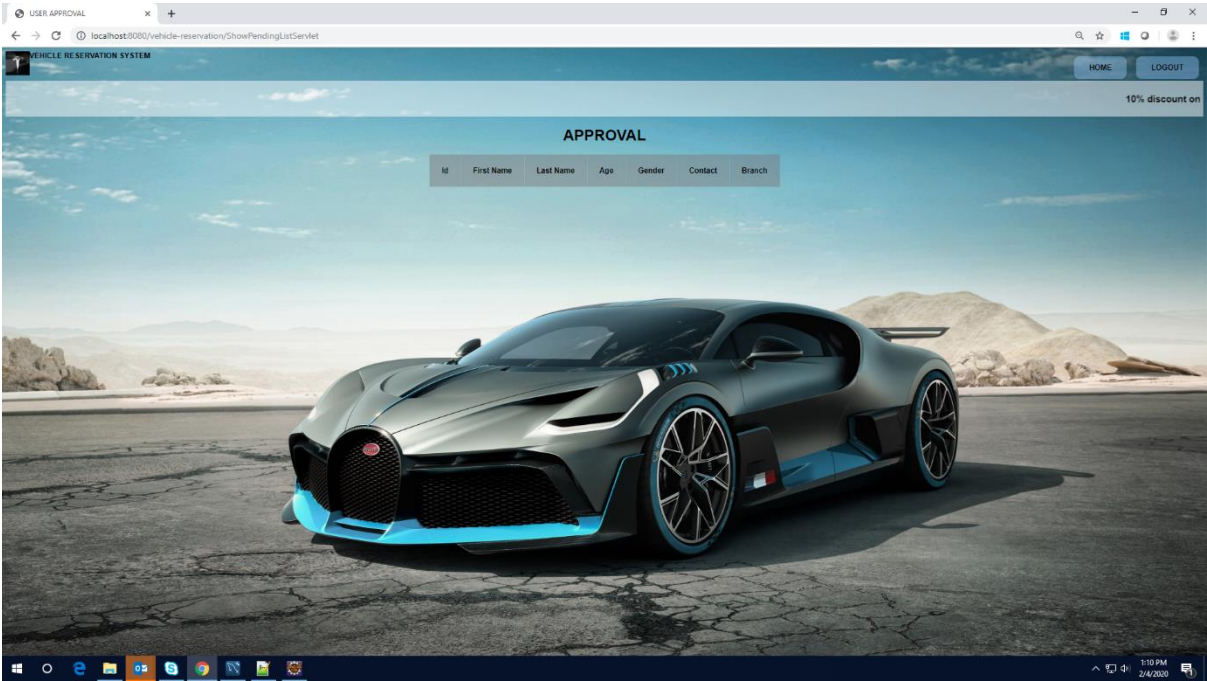 USER APPROVAL
localhost:8080/vehicle-reservation/ShowPendingListServlet
VEHICLE RESERVATION SYSTEM
HOME
LOGOUT
10% discount on
APPROVAL
Id First Name Last Name Age Gender Contact Branch
1:10 PM
2/4/2020